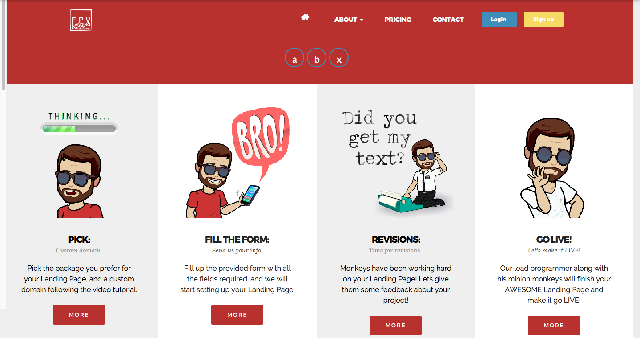 ABOUT
PRICING
CONTACT
Login
Sign up
a
b
x
THINKING...
BRO!
Did you
get my
text?
PICK:
Custom domain
Pick the package you prefer for
your Landing Page, and a custom
domain following the video tutorial.
MORE
FILL THE FORM:
Send us your info
Fill up the provided form with all
the fields required, and we will
start setting up your Landing Page
MORE
REVISIONS:
Time for revisions
Monkeys have been working hard
on your Landing Page! Lets give
them some feedback about your
project!
MORE
GO LIVE!
Let's make it LIVE!
Our lead programmer along with
his minion monkeys will finish your
AWESOME Landing Page and
make it go LIVE
MORE